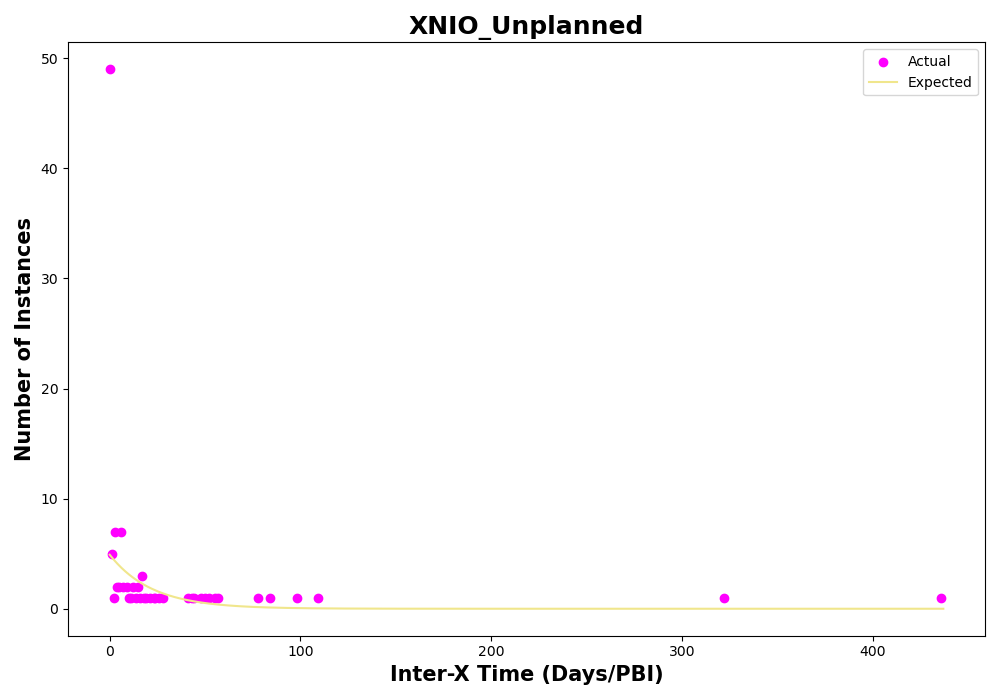 XNIO_Unplanned
Actual
Expected
Number of Instances
50
40
30
20
10
0
0
100
200
300
400
Inter-X Time (Days/PBI)